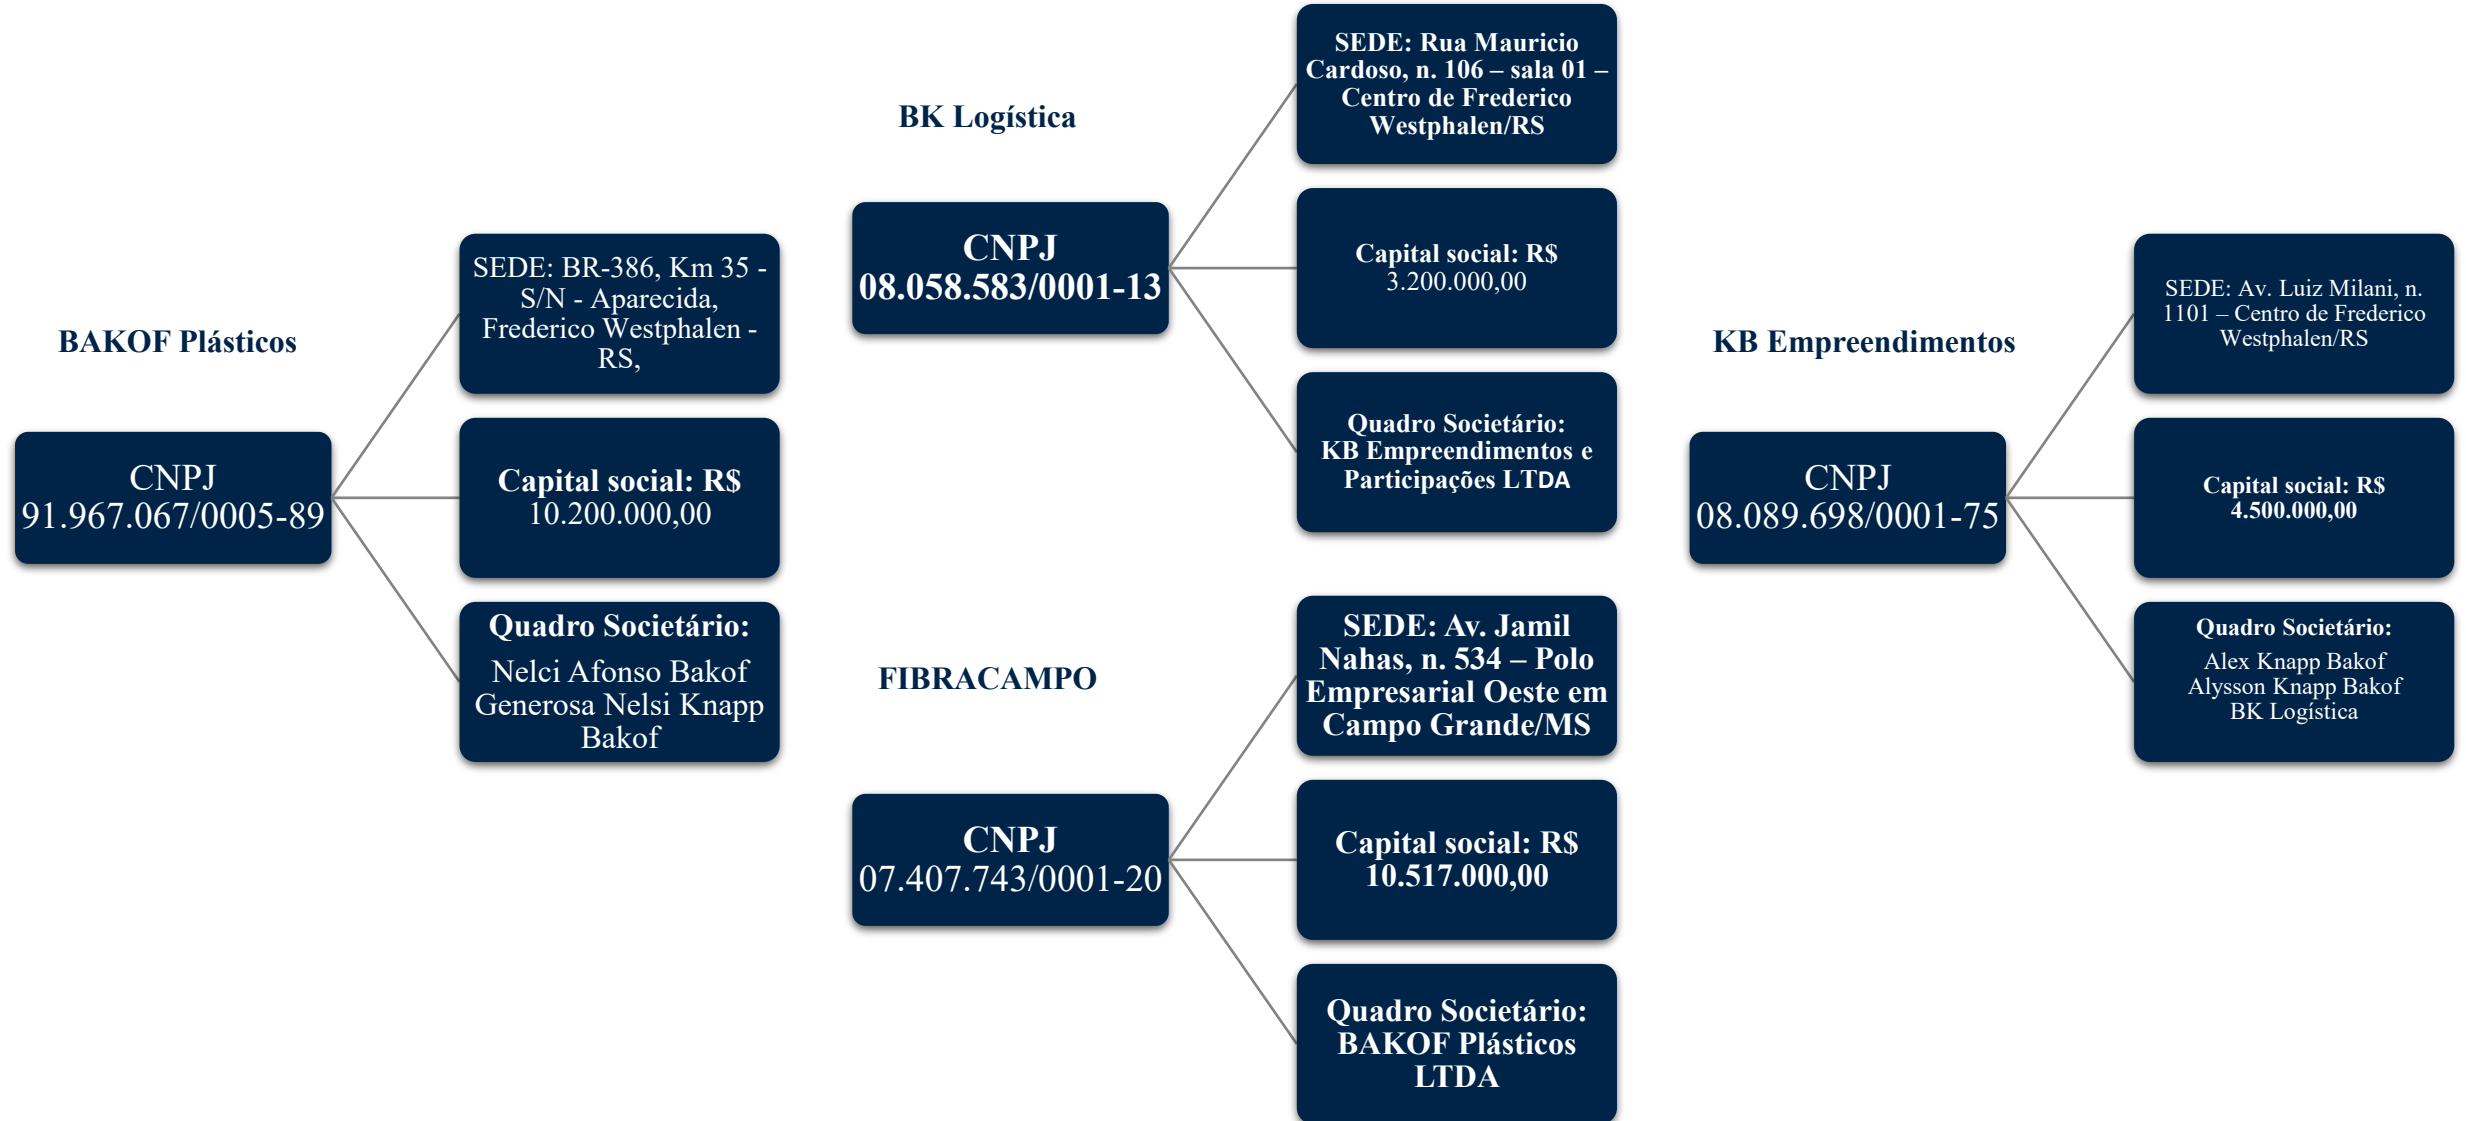 BAKOF Plásticos
CNPJ
91.967.067/0005-89
SEDE: BR-386, Km 35 -
S/N - Aparecida,
Frederico Westphalen -
RS,
Capital social: R$
10.200.000,00
Quadro Societário:
Nelci Afonso Bakof
Generosa Nelsi Knapp
Bakof
BK Logística
CNPJ
08.058.583/0001-13
SEDE: Rua Mauricio
Cardoso, n. 106 – sala 01 –
Centro de Frederico
Westphalen/RS
Capital social: R$
3.200.000,00
Quadro Societário:
KB Empreendimentos e
Participações LTDA
FIBRACAMPO
CNPJ
07.407.743/0001-20
SEDE: Av. Jamil
Nahas, n. 534 – Polo
Empresarial Oeste em
Campo Grande/MS
Capital social: R$
10.517.000,00
Quadro Societário:
BAKOF Plásticos
LTDA
KB Empreendimentos
CNPJ
08.089.698/0001-75
SEDE: Av. Luiz Milani, n.
1101 – Centro de Frederico
Westphalen/RS
Capital social: R$
4.500.000,00
Quadro Societário:
Alex Knapp Bakof
Alysson Knapp Bakof
BK Logística